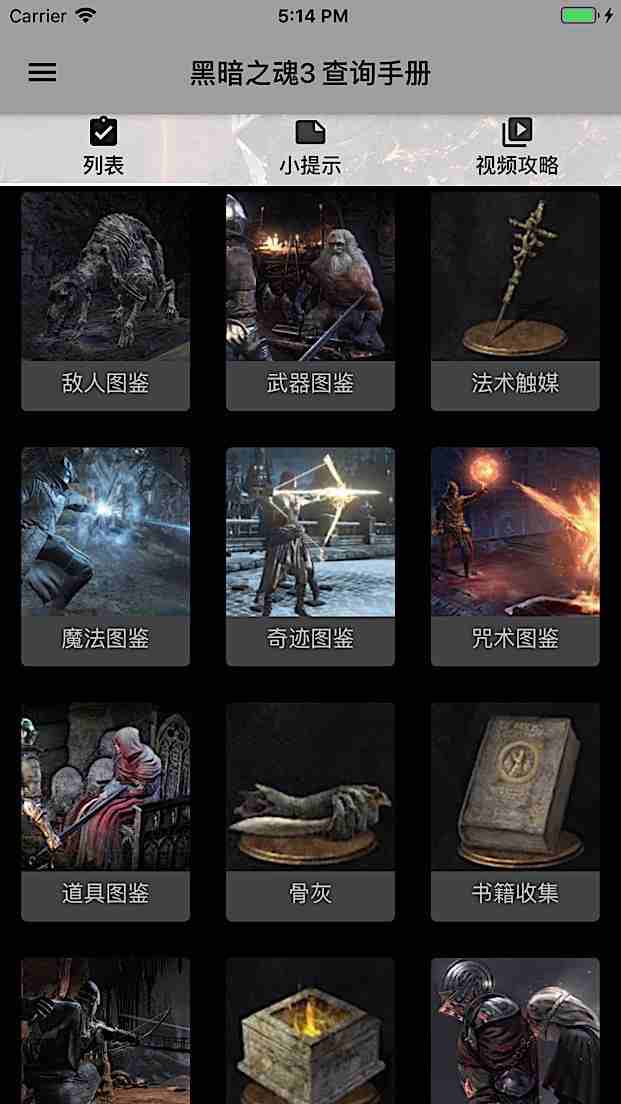 Carrier 5:14 PM
黑暗之魂3 查询手册
列表 小提示 视频攻略
敌人图鉴 武器图鉴 法术触媒
魔法图鉴 奇迹图鉴 咒术图鉴
道具图鉴 骨灰 书籍收集